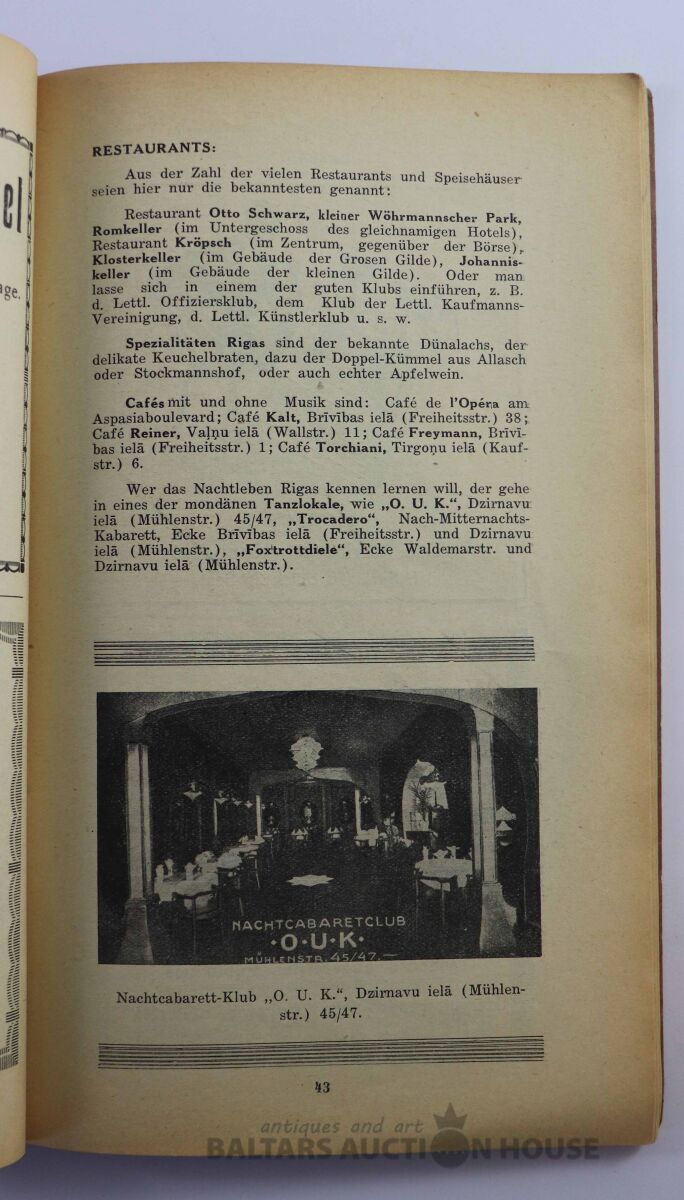 el
age.
RESTAURANTS:
Aus der Zahl der vielen Restaurants und Speisehäuser
seien hier nur die bekanntesten genannt:
Restaurant Otto Schwarz, kleiner Wöhrmannscher Park,
Romkeller (im Untergeschoss des gleichnamigen Hotels),
Restaurant Kröpsch (im Zentrum, gegenüber der Börse),
Klosterkeller (im Gebäude der Grosen Gilde), Johannis-
keller (im Gebäude der kleinen Gilde). Oder man
lasse sich in einem der guten Klubs einführen, z. B.
d. Lettl. Offiziersklub, dem Klub der Lettl. Kaufmanns-
Vereinigung, d. Lettl. Künstlerklub u. s. w.
Spezialitäten Rigas sind der bekannte Dünalachs, der
delikate Keuchelbraten, dazu der Doppel-Kümmel aus Allasch
oder Stockmannshof, oder auch echter Apfelwein.
Cafés mit und ohne Musik sind: Café de l'Opéra am
Aspasiaboulevard; Café Kalt, Brīvības ielā (Freiheitsstr.) 38;
Café Reiner, Vaļņu ielā (Wallstr.) 11; Café Freymann, Brīvī-
bas ielā (Freiheitsstr.) 1; Café Torchiani, Tirgoņu ielā (Kauf-
str.) 6.
Wer das Nachtleben Rigas kennen lernen will, der gehe
in eines der mondänen Tanzlokale, wie „O. U. K.“, Dzirnavu
ielā (Mühlenstr.) 45/47, „Trocadero“, Nach-Mitternachts-
Kabarett, Ecke Brīvības ielā (Freiheitsstr.) und Dzirnavu
ielā (Mühlenstr.), „Foxtrottdiele“, Ecke Waldemarstr. und
Dzirnavu ielā (Mühlenstr.).
NACHTCABARETCLUB
·O·U·K·
MÜHLENSTR. 45/47.—
Nachtcabarett-Klub „O. U. K.“, Dzirnavu ielā (Mühlen-
str.) 45/47.
43
antiques and art
BALTARS AUCTION HOUSE